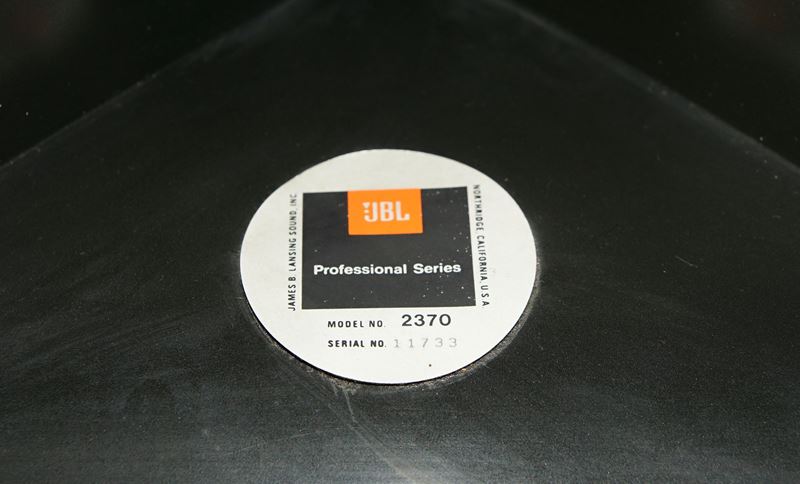 JBL
Professional Series
JAMES B. LANSING SOUND, INC.
NORTHRIDGE, CALIFORNIA, U.S.A
MODEL NO. 2370
SERIAL NO. 11733